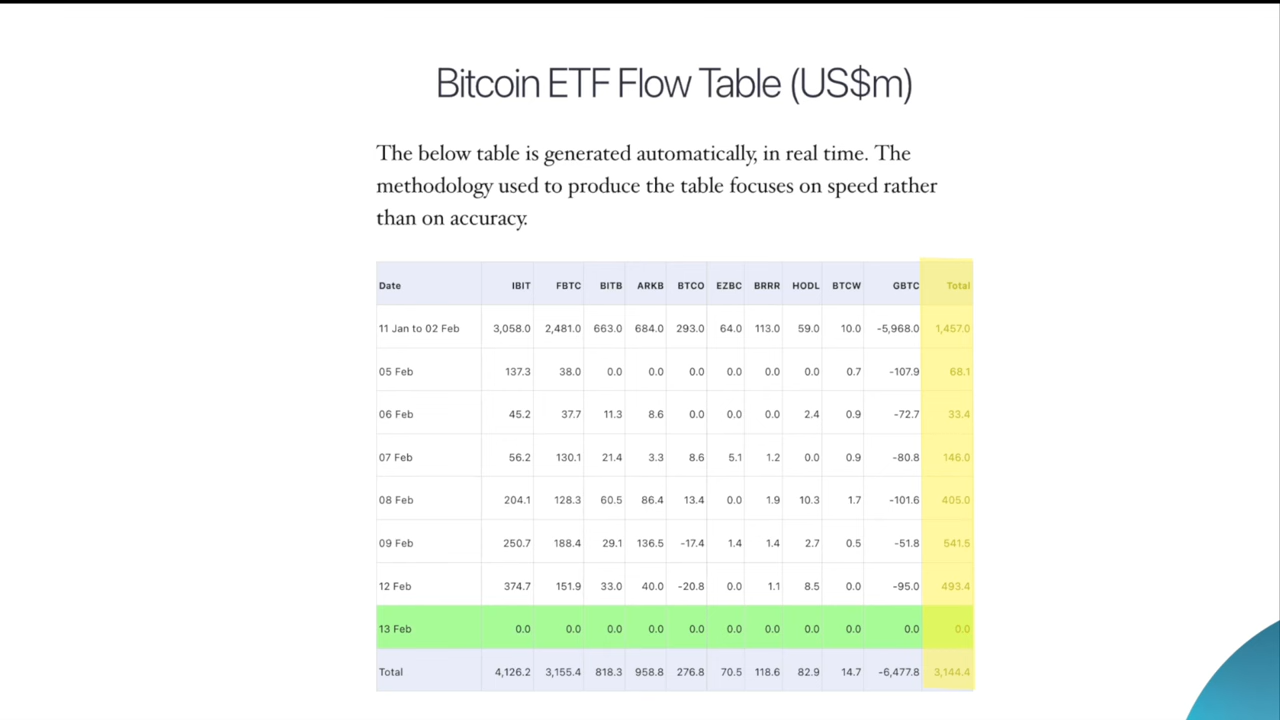 Bitcoin ETF Flow Table (US$m)
The below table is generated automatically, in real time. The
methodology used to produce the table focuses on speed rather
than on accuracy.
Date IBIT FBTC BITB ARKB BTCO EZBC BRRR HODL BTCW GBTC Total
11 Jan to 02 Feb 3,058.0 2,481.0 663.0 684.0 293.0 64.0 113.0 59.0 10.0 -5,968.0 1,457.0
05 Feb 137.3 38.0 0.0 0.0 0.0 0.0 0.0 0.0 0.7 -107.9 68.1
06 Feb 45.2 37.7 11.3 8.6 0.0 0.0 0.0 2.4 0.9 -72.7 33.4
07 Feb 56.2 130.1 21.4 3.3 8.6 5.1 1.2 0.0 0.9 -80.8 146.0
08 Feb 204.1 128.3 60.5 86.4 13.4 0.0 1.9 10.3 1.7 -101.6 405.0
09 Feb 250.7 188.4 29.1 136.5 -17.4 1.4 1.4 2.7 0.5 -51.8 541.5
12 Feb 374.7 151.9 33.0 40.0 -20.8 0.0 1.1 8.5 0.0 -95.0 493.4
13 Feb 0.0 0.0 0.0 0.0 0.0 0.0 0.0 0.0 0.0 0.0 0.0
Total 4,126.2 3,155.4 818.3 958.8 276.8 70.5 118.6 82.9 14.7 -6,477.8 3,144.4